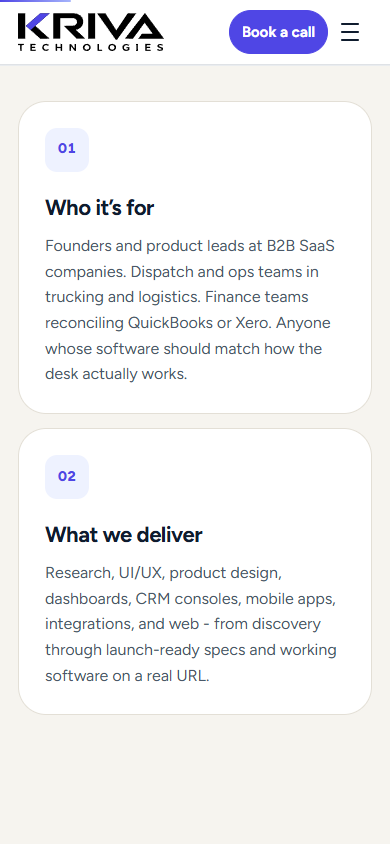 KRIVA
TECHNOLOGIES
Book a call
01
Who it’s for
Founders and product leads at B2B SaaS
companies. Dispatch and ops teams in
trucking and logistics. Finance teams
reconciling QuickBooks or Xero. Anyone
whose software should match how the
desk actually works.
02
What we deliver
Research, UI/UX, product design,
dashboards, CRM consoles, mobile apps,
integrations, and web - from discovery
through launch-ready specs and working
software on a real URL.